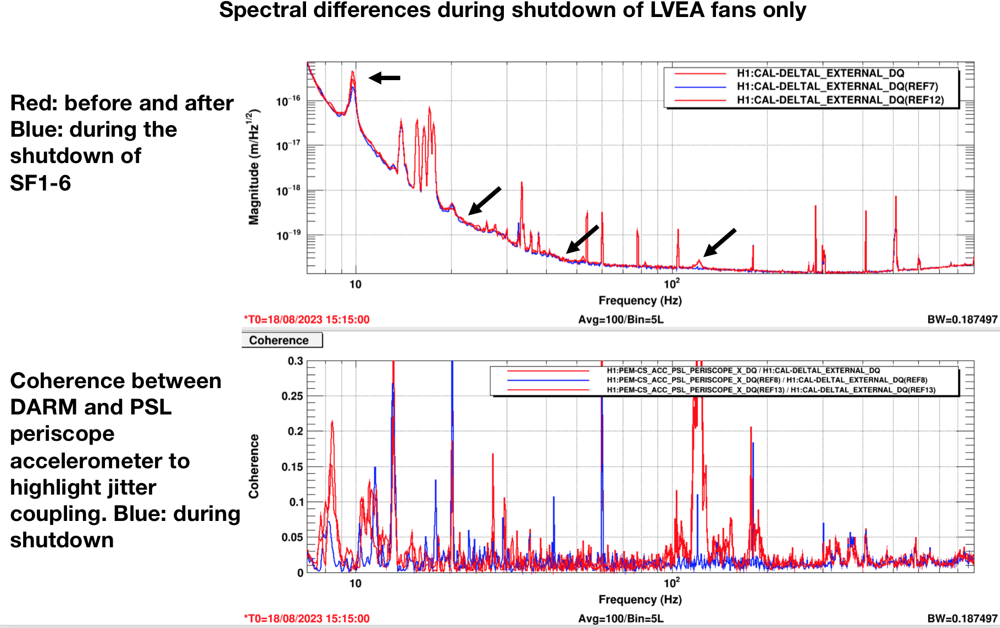 Spectral differences during shutdown of LVEA fans only
Red: before and after
Blue: during the
shutdown of
SF1-6
Magnitude (m/Hz^1/2)
10^-16
10^-17
10^-18
10^-19
H1:CAL-DELTAL_EXTERNAL_DQ
H1:CAL-DELTAL_EXTERNAL_DQ(REF7)
H1:CAL-DELTAL_EXTERNAL_DQ(REF12)
10
10^2
Frequency (Hz)
*T0=18/08/2023 15:15:00
Avg=100/Bin=5L
BW=0.187497
Coherence
Coherence between
DARM and PSL
periscope
accelerometer to
highlight jitter
coupling. Blue: during
shutdown
Coherence
0.3
0.25
0.2
0.15
0.1
0.05
0
H1:PEM-CS_ACC_PSL_PERISCOPE_X_DQ / H1:CAL-DELTAL_EXTERNAL_DQ
H1:PEM-CS_ACC_PSL_PERISCOPE_X_DQ(REF8) / H1:CAL-DELTAL_EXTERNAL_DQ(REF8)
H1:PEM-CS_ACC_PSL_PERISCOPE_X_DQ(REF13) / H1:CAL-DELTAL_EXTERNAL_DQ(REF13)
10
10^2
Frequency (Hz)
*T0=18/08/2023 15:15:00
Avg=100/Bin=5L
BW=0.187497